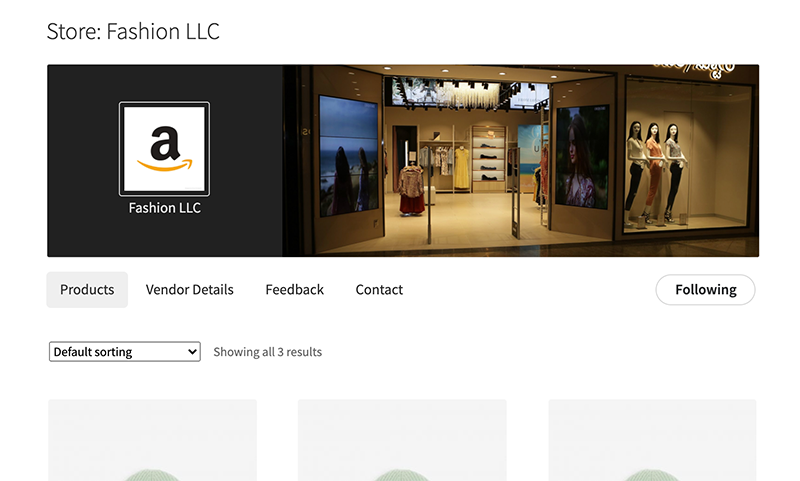 Store: Fashion LLC
a
Fashion LLC
Products
Vendor Details
Feedback
Contact
Following
Default sorting
Showing all 3 results